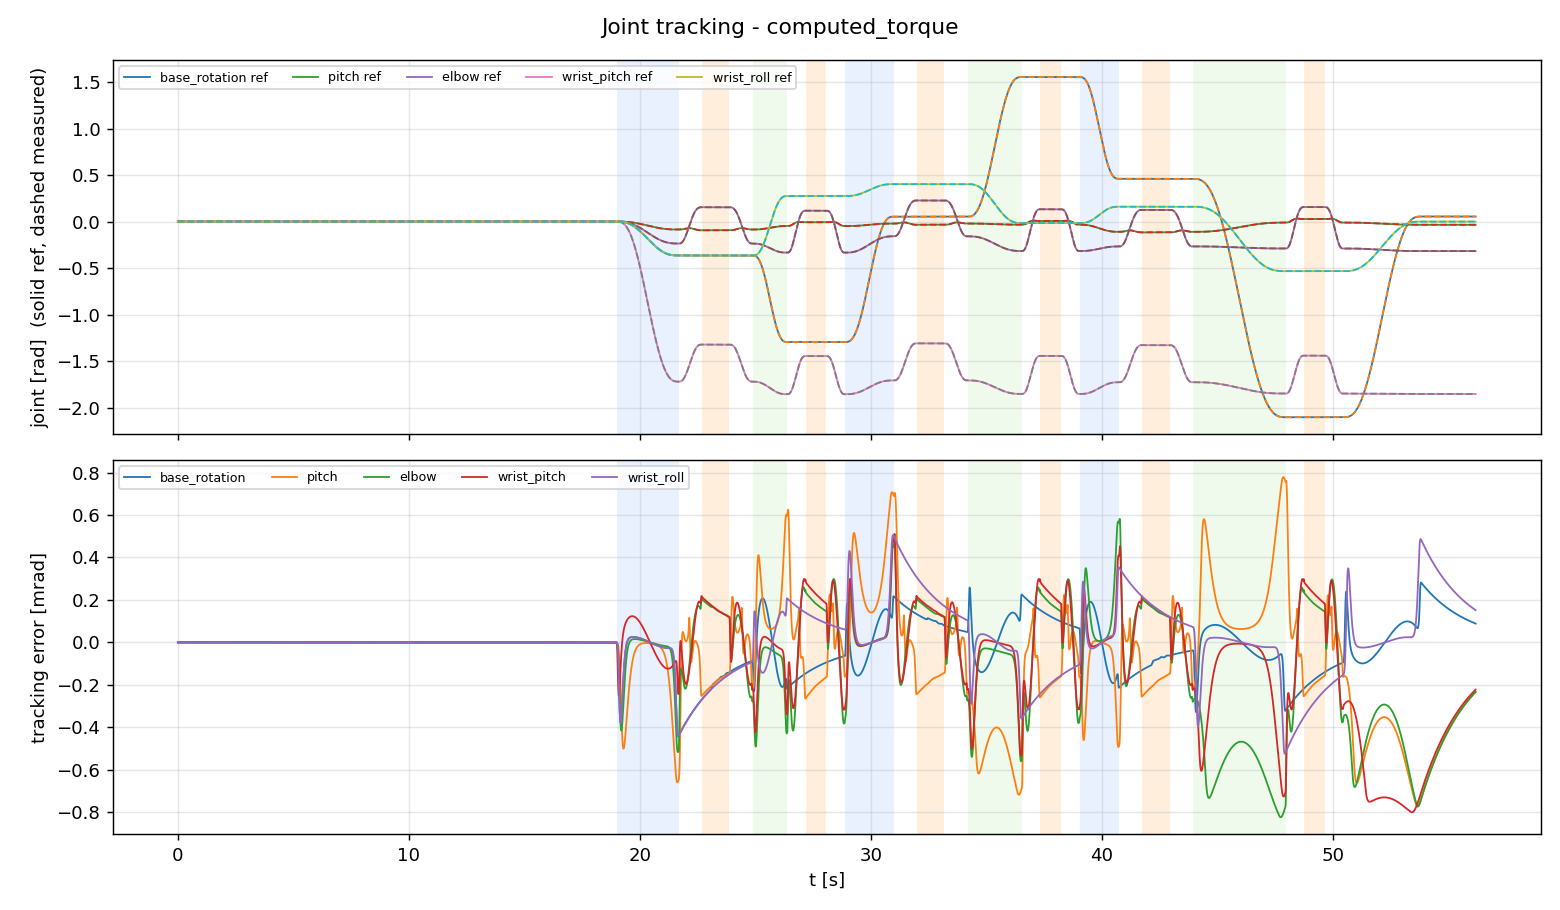 Joint tracking - computed_torque
joint [rad]  (solid ref, dashed measured)
base_rotation ref pitch ref elbow ref wrist_pitch ref wrist_roll ref
1.5
1.0
0.5
0.0
−0.5
−1.0
−1.5
−2.0
tracking error [mrad]
base_rotation pitch elbow wrist_pitch wrist_roll
0.8
0.6
0.4
0.2
0.0
−0.2
−0.4
−0.6
−0.8
0 10 20 30 40 50
t [s]